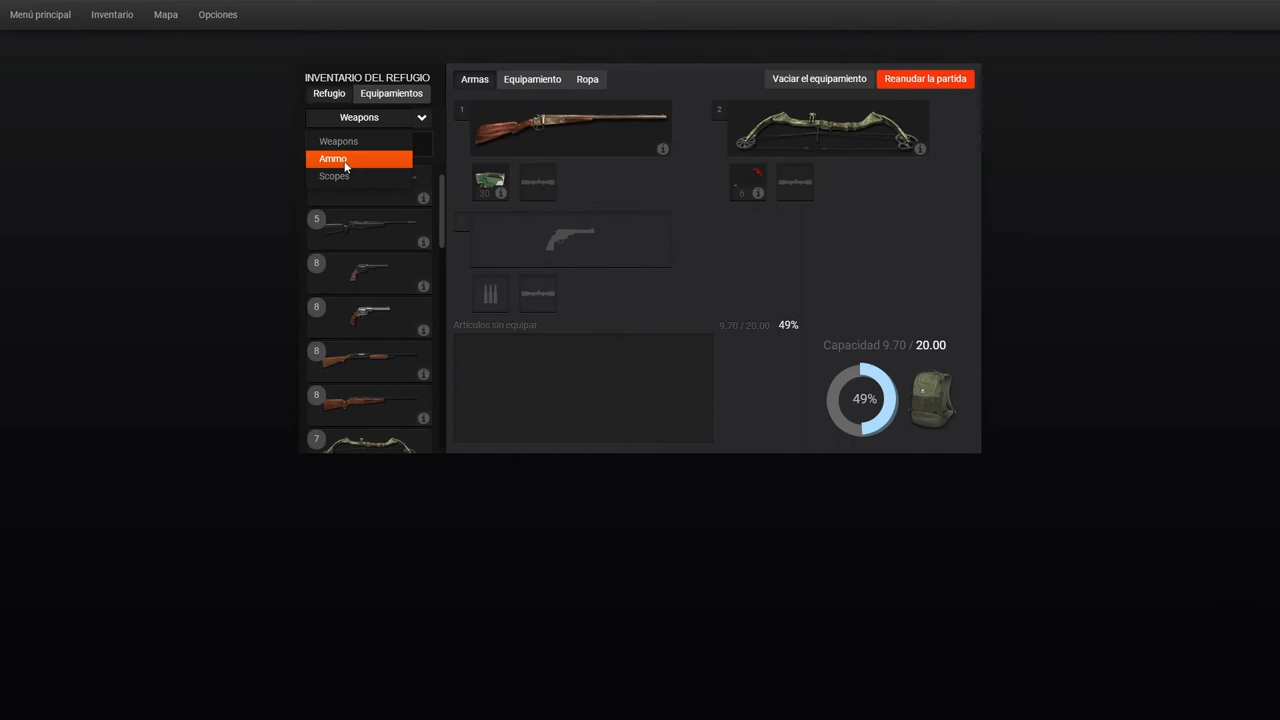 Menú principal Inventario Mapa Opciones
INVENTARIO DEL REFUGIO
Refugio Equipamientos
Weapons
Weapons
Ammo
Scopes
5
8
8
8
8
7
Armas Equipamiento Ropa
Vaciar el equipamiento Reanudar la partida
1
2
30
6
Artículos sin equipar
9.70 / 20.00 49%
Capacidad 9.70 / 20.00
49%